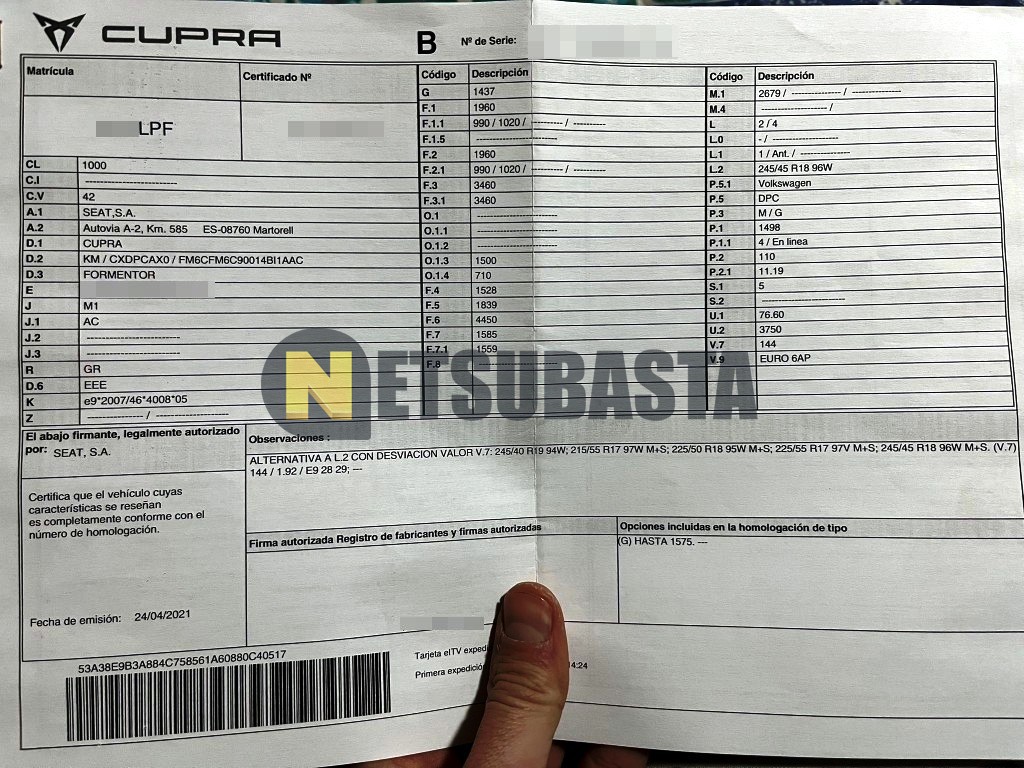 CUPRA
B Nº de Serie:
Matrícula
Certificado Nº
LPF
CL 1000
C.I ---------------------------
C.V 42
A.1 SEAT,S.A.
A.2 Autovia A-2, Km. 585 ES-08760 Martorell
D.1 CUPRA
D.2 KM / CXDPCAX0 / FM6CFM6C90014BI1AAC
D.3 FORMENTOR
E
J M1
J.1 AC
J.2 ---------------------------
J.3 ---------------------------
R GR
D.6 EEE
K e9*2007/46*4008*05
Z ----------------- / ---------------------
Código Descripción
G 1437
F.1 1960
F.1.1 990 / 1020 / ---------- / ----------
F.1.5 ------------------------
F.2 1960
F.2.1 990 / 1020 / ---------- / ----------
F.3 3460
F.3.1 3460
O.1 ------------------------
O.1.1 ------------------------
O.1.2 ------------------------
O.1.3 1500
O.1.4 710
F.4 1528
F.5 1839
F.6 4450
F.7 1585
F.7.1 1559
F.8
Código Descripción
M.1 2679 / --------------- / ---------------
M.4 --------------------- /
L 2 / 4
L.0 - / --------------------
L.1 1 / Ant. / ---------------
L.2 245/45 R18 96W
P.5.1 Volkswagen
P.5 DPC
P.3 M / G
P.1 1498
P.1.1 4 / En linea
P.2 110
P.2.1 11.19
S.1 5
S.2 -------------------------
U.1 76.60
U.2 3750
V.7 144
V.9 EURO 6AP
NETSUBASTA
El abajo firmante, legalmente autorizado
por: SEAT, S.A.
Certifica que el vehículo cuyas
características se reseñan
es completamente conforme con el
número de homologación.
Fecha de emisión: 24/04/2021
Observaciones :
ALTERNATIVA A L.2 CON DESVIACION VALOR V.7: 245/40 R19 94W; 215/55 R17 97W M+S; 225/50 R18 95W M+S; 225/55 R17 97V M+S; 245/45 R18 96W M+S. (V.7)
144 / 1.92 / E9 28 29; ---
Firma autorizada Registro de fabricantes y firmas autorizadas
Opciones incluidas en la homologación de tipo
(G) HASTA 1575. ---
53A38E9B3A884C758561A60880C40517
Tarjeta eITV
Primera
14:24